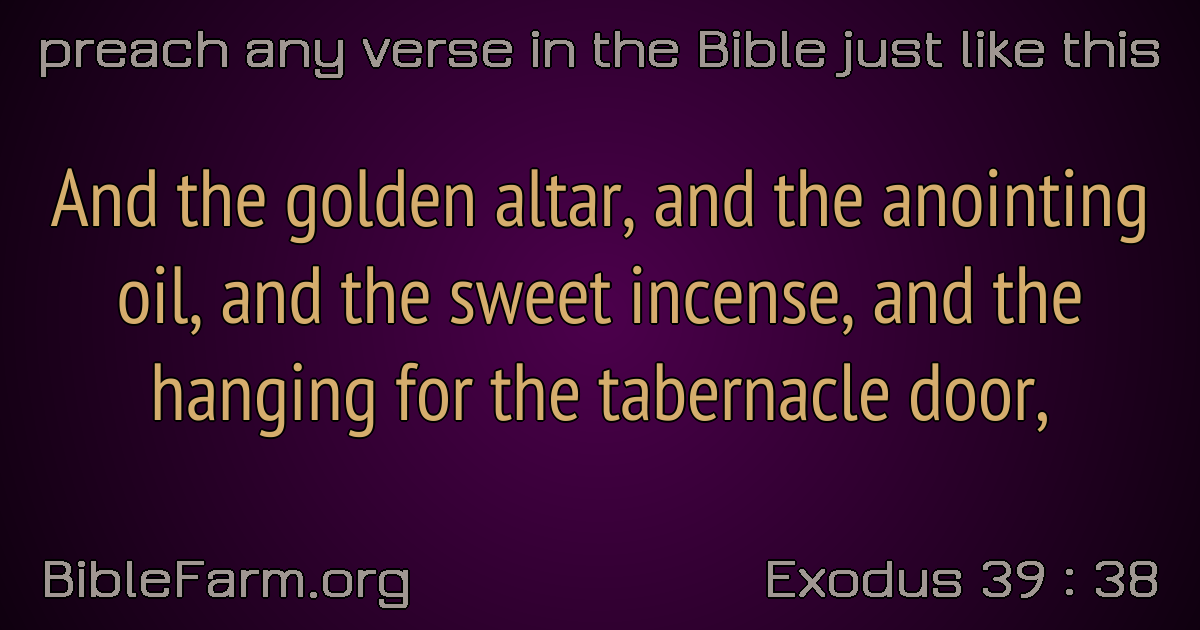 preach any verse in the Bible just like this
And the golden altar, and the anointing
oil, and the sweet incense, and the
hanging for the tabernacle door,
BibleFarm.org
Exodus 39 : 38